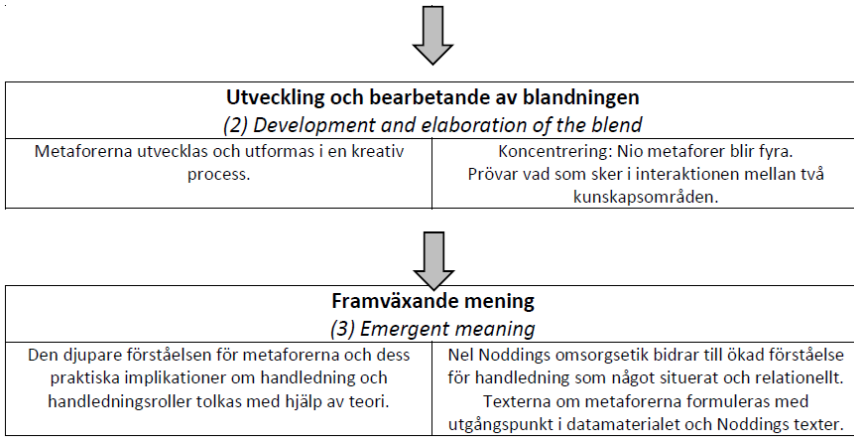 Utveckling och bearbetande av blandningen
(2) Development and elaboration of the blend
Metaforerna utvecklas och utformas i en kreativ
process.
Koncentrering: Nio metaforer blir fyra.
Prövar vad som sker i interaktionen mellan två
kunskapsområden.
Framväxande mening
(3) Emergent meaning
Den djupare förståelsen för metaforerna och dess
praktiska implikationer om handledning och
handledningsroller tolkas med hjälp av teori.
Nel Noddings omsorgsetik bidrar till ökad förståelse
för handledning som något situerat och relationellt.
Texterna om metaforerna formuleras med
utgångspunkt i datamaterialet och Noddings texter.